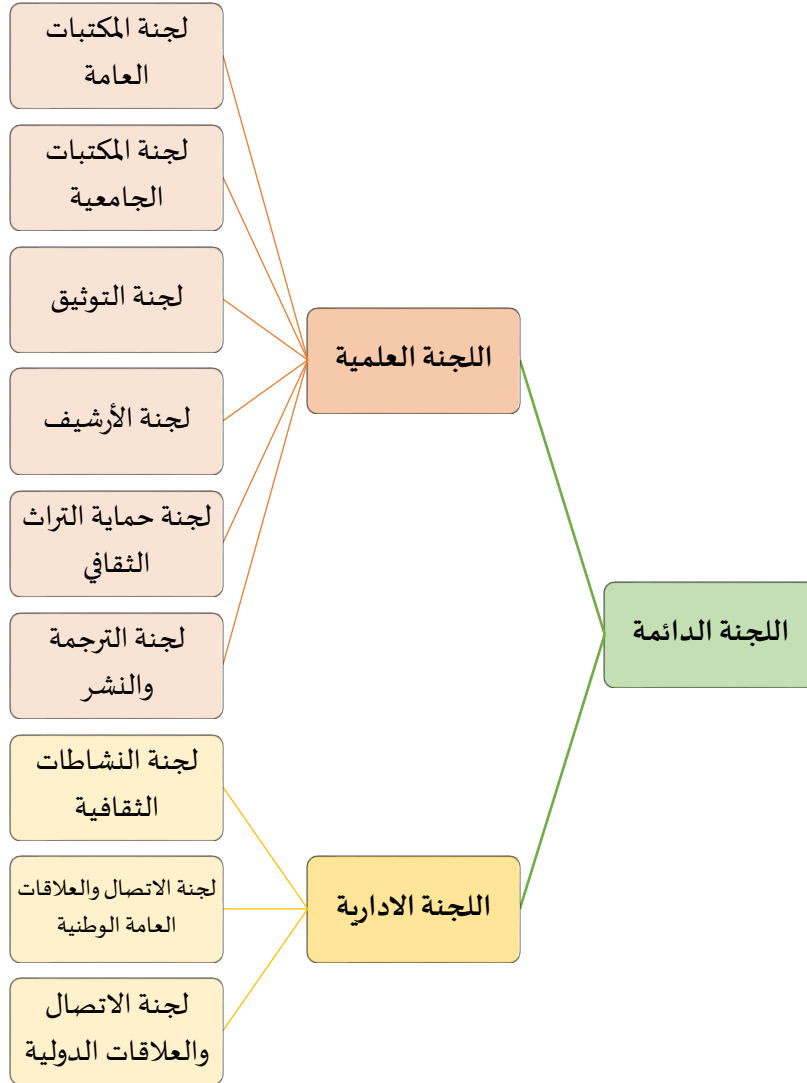 اللجنة الدائمة
اللجنة العلمية
لجنة المكتبات
العامة
لجنة المكتبات
الجامعية
لجنة التوثيق
لجنة الأرشيف
لجنة حماية التراث
الثقافي
لجنة الترجمة
والنشر
اللجنة الادارية
لجنة النشاطات
الثقافية
لجنة الاتصال والعلاقات
العامة الوطنية
لجنة الاتصال
والعلاقات الدولية